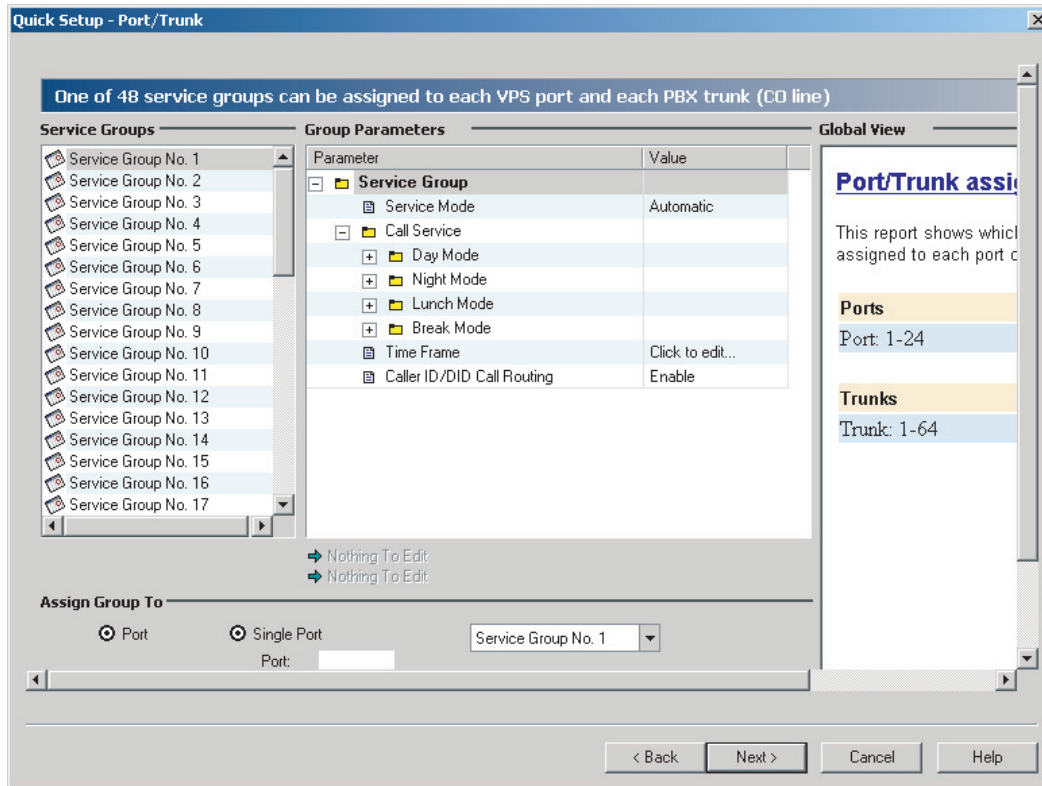 Quick Setup - Port/Trunk
One of 48 service groups can be assigned to each VPS port and each PBX trunk (CO line)
Service Groups
Service Group No. 1
Service Group No. 2
Service Group No. 3
Service Group No. 4
Service Group No. 5
Service Group No. 6
Service Group No. 7
Service Group No. 8
Service Group No. 9
Service Group No. 10
Service Group No. 11
Service Group No. 12
Service Group No. 13
Service Group No. 14
Service Group No. 15
Service Group No. 16
Service Group No. 17
Group Parameters
Parameter Value
Service Group
Service Mode Automatic
Call Service
Day Mode
Night Mode
Lunch Mode
Break Mode
Time Frame Click to edit...
Caller ID/DID Call Routing Enable
Nothing To Edit
Nothing To Edit
Global View
Port/Trunk assi
This report shows whicl
assigned to each port o
Ports
Port: 1-24
Trunks
Trunk: 1-64
Assign Group To
Port Single Port Service Group No. 1
Port:
< Back Next > Cancel Help